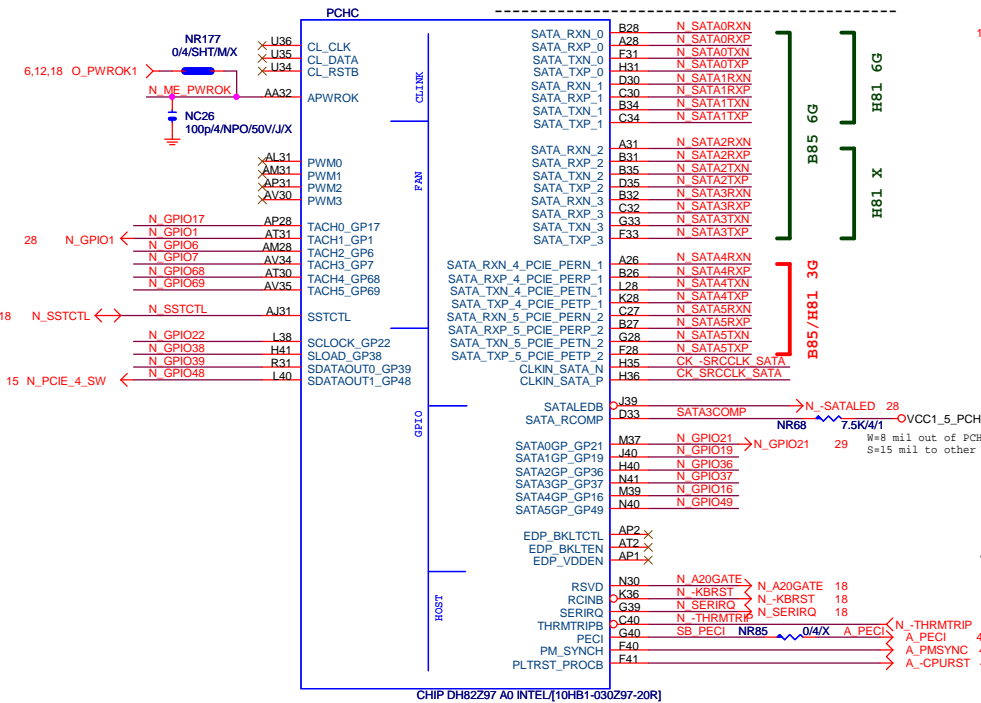 PCHC
NR177
0/4/SHT/M/X
6,12,18 O_PWROK1
N_ME_PWROK
NC26
100p/4/NPO/50V/J/X
U36 CL_CLK
U35 CL_DATA
U34 CL_RSTB
AA32 APWROK
CLINK
AL31 PWM0
AM31 PWM1
AP31 PWM2
AV30 PWM3
FAN
N_GPIO17 AP28 TACH0_GP17
28 N_GPIO1 N_GPIO1 AT31 TACH1_GP1
N_GPIO6 AM28 TACH2_GP6
N_GPIO7 AV34 TACH3_GP7
N_GPIO68 AT30 TACH4_GP68
N_GPIO69 AV35 TACH5_GP69
18 N_SSTCTL N_SSTCTL AJ31 SSTCTL
N_GPIO22 L38 SCLOCK_GP22
N_GPIO38 H41 SLOAD_GP38
N_GPIO39 R31 SDATAOUT0_GP39
15 N_PCIE_4_SW N_GPIO48 L40 SDATAOUT1_GP48
GPIO
HOST
SATA_RXN_0 B28 N_SATA0RXN
SATA_RXP_0 A28 N_SATA0RXP
SATA_TXN_0 F31 N_SATA0TXN
SATA_TXP_0 H31 N_SATA0TXP
SATA_RXN_1 D30 N_SATA1RXN
SATA_RXP_1 C30 N_SATA1RXP
SATA_TXN_1 B34 N_SATA1TXN
SATA_TXP_1 C34 N_SATA1TXP
SATA_RXN_2 A31 N_SATA2RXN
SATA_RXP_2 B31 N_SATA2RXP
SATA_TXN_2 B35 N_SATA2TXN
SATA_TXP_2 D35 N_SATA2TXP
SATA_RXN_3 B32 N_SATA3RXN
SATA_RXP_3 C32 N_SATA3RXP
SATA_TXN_3 G33 N_SATA3TXN
SATA_TXP_3 F33 N_SATA3TXP
B85 6G
H81 6G
H81 X
SATA_RXN_4_PCIE_PERN_1 A26 N_SATA4RXN
SATA_RXP_4_PCIE_PERP_1 B26 N_SATA4RXP
SATA_TXN_4_PCIE_PETN_1 L28 N_SATA4TXN
SATA_TXP_4_PCIE_PETP_1 K28 N_SATA4TXP
SATA_RXN_5_PCIE_PERN_2 C27 N_SATA5RXN
SATA_RXP_5_PCIE_PERP_2 B27 N_SATA5RXP
SATA_TXN_5_PCIE_PETN_2 G28 N_SATA5TXN
SATA_TXP_5_PCIE_PETP_2 F28 N_SATA5TXP
B85/H81 3G
CLKIN_SATA_N H35 CK_-SRCCLK_SATA
CLKIN_SATA_P H36 CK_SRCCLK_SATA
SATALEDB J39 N_-SATALED 28
SATA_RCOMP D33 SATA3COMP NR68 7.5K/4/1 VCC1_5_PCH
W=8 mil out of PCH
S=15 mil to other
SATA0GP_GP21 M37 N_GPIO21 N_GPIO21 29
SATA1GP_GP19 J40 N_GPIO19
SATA2GP_GP36 H40 N_GPIO36
SATA3GP_GP37 N41 N_GPIO37
SATA4GP_GP16 M39 N_GPIO16
SATA5GP_GP49 N40 N_GPIO49
EDP_BKLTCTL AP2
EDP_BKLTEN AT2
EDP_VDDEN AP1
RSVD N30 N_A20GATE N_A20GATE 18
RCINB K36 N_-KBRST N_-KBRST 18
SERIRQ G39 N_SERIRQ N_SERIRQ 18
THRMTRIPB C40 N_-THRMTRIP N_-THRMTRIP
PECI G40 SB_PECI NR85 0/4/X A_PECI A_PECI 4
PM_SYNCH F40 A_PMSYNC
PLTRST_PROCB F41 A_-CPURST
CHIP DH82Z97 A0 INTEL/[10HB1-030Z97-20R]